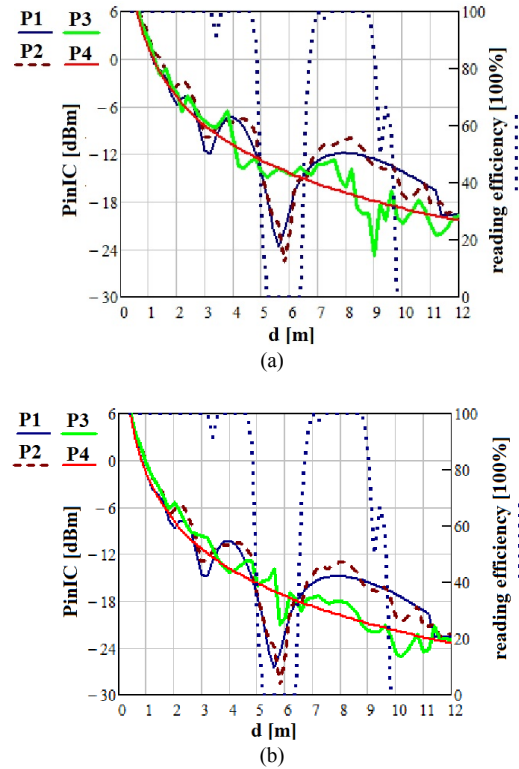 P1 P3
P2 P4
PinIC [dBm]
6
0
−6
−12
−18
−24
−30
100
80
60
40
20
0
reading efficiency [100%]
0 1 2 3 4 5 6 7 8 9 10 11 12
d [m]
(a)
P1 P3
P2 P4
PinIC [dBm]
6
0
−6
−12
−18
−24
−30
100
80
60
40
20
0
reading efficiency [100%]
0 1 2 3 4 5 6 7 8 9 10 11 12
d [m]
(b)